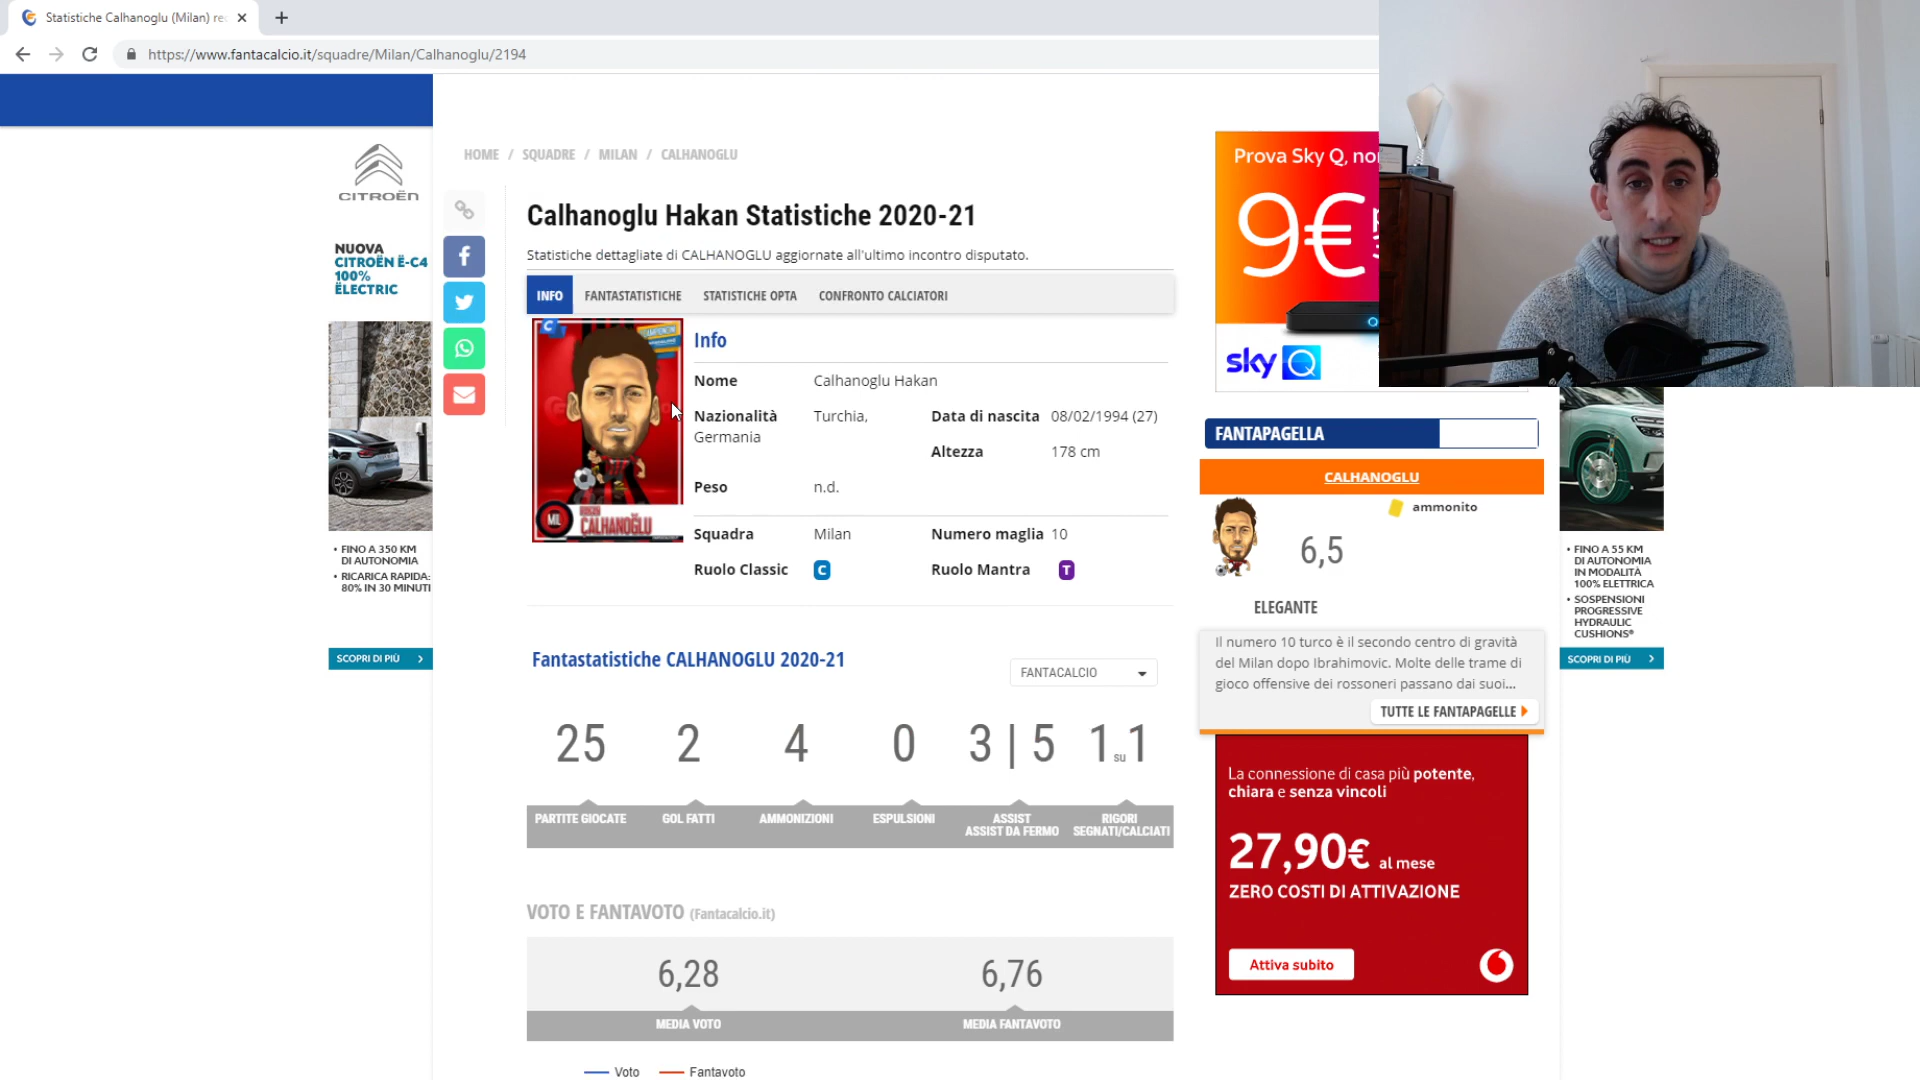 Statistiche Calhanoglu (Milan) re
https://www.fantacalcio.it/squadre/Milan/Calhanoglu/2194
HOME / SQUADRE / MILAN / CALHANOGLU
Calhanoglu Hakan Statistiche 2020-21
Statistiche dettagliate di CALHANOGLU aggiornate all'ultimo incontro disputato.
INFO FANTASTATISTICHE STATISTICHE OPTA CONFRONTO CALCIATORI
CITROËN
NUOVA
CITROËN Ë-C4
100%
ËLECTRIC
• FINO A 350 KM
DI AUTONOMIA
• RICARICA RAPIDA:
80% IN 30 MINUTI
SCOPRI DI PIÙ
MIL
CALHANOĞLU
Info
Nome Calhanoglu Hakan
Nazionalità Turchia,
Germania
Data di nascita 08/02/1994 (27)
Altezza 178 cm
Peso n.d.
Squadra Milan
Numero maglia 10
Ruolo Classic C
Ruolo Mantra T
Fantastatistiche CALHANOGLU 2020-21
FANTACALCIO
25 2 4 0 3 | 5 1 su 1
PARTITE GIOCATE
GOL FATTI
AMMONIZIONI
ESPULSIONI
ASSIST
ASSIST DA FERMO
RIGORI
SEGNATI/CALCIATI
VOTO E FANTAVOTO (Fantacalcio.it)
6,28 6,76
MEDIA VOTO MEDIA FANTAVOTO
Voto Fantavoto
Prova Sky Q, no
9€
sky Q
FANTAPAGELLA
CALHANOGLU
ammonito
6,5
ELEGANTE
Il numero 10 turco è il secondo centro di gravità
del Milan dopo Ibrahimovic. Molte delle trame di
gioco offensive dei rossoneri passano dai suoi...
TUTTE LE FANTAPAGELLE
La connessione di casa più potente,
chiara e senza vincoli
27,90€ al mese
ZERO COSTI DI ATTIVAZIONE
Attiva subito
• FINO A 55 KM
DI AUTONOMIA
IN MODALITÀ
100% ELETTRICA
• SOSPENSIONI
PROGRESSIVE
HYDRAULIC
CUSHIONS®
SCOPRI DI PIÙ